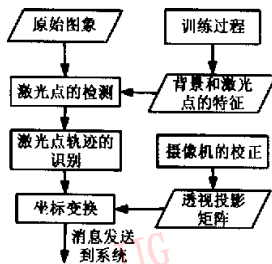 原始图象
训练过程
激光点的检测
背景和激光
点的特征
激光点轨迹的
识别
摄像机的校正
坐标变换
透视投影
矩阵
消息发送
到系统